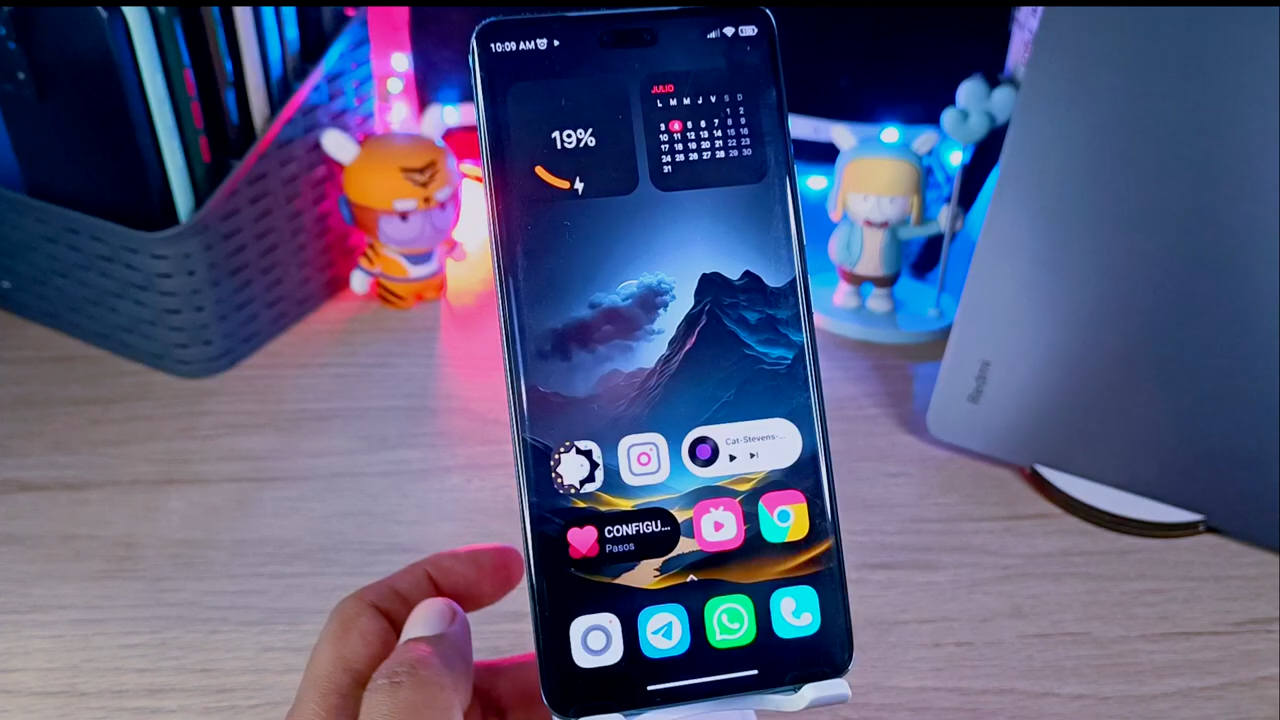 10:09 AM
19%
JULIO
L M M J V S D
1 2
3 4 5 6 7 8 9
10 11 12 13 14 15 16
17 18 19 20 21 22 23
24 25 26 27 28 29 30
31
Cat-Stevens-...
CONFIGU...
Pasos
Redmi